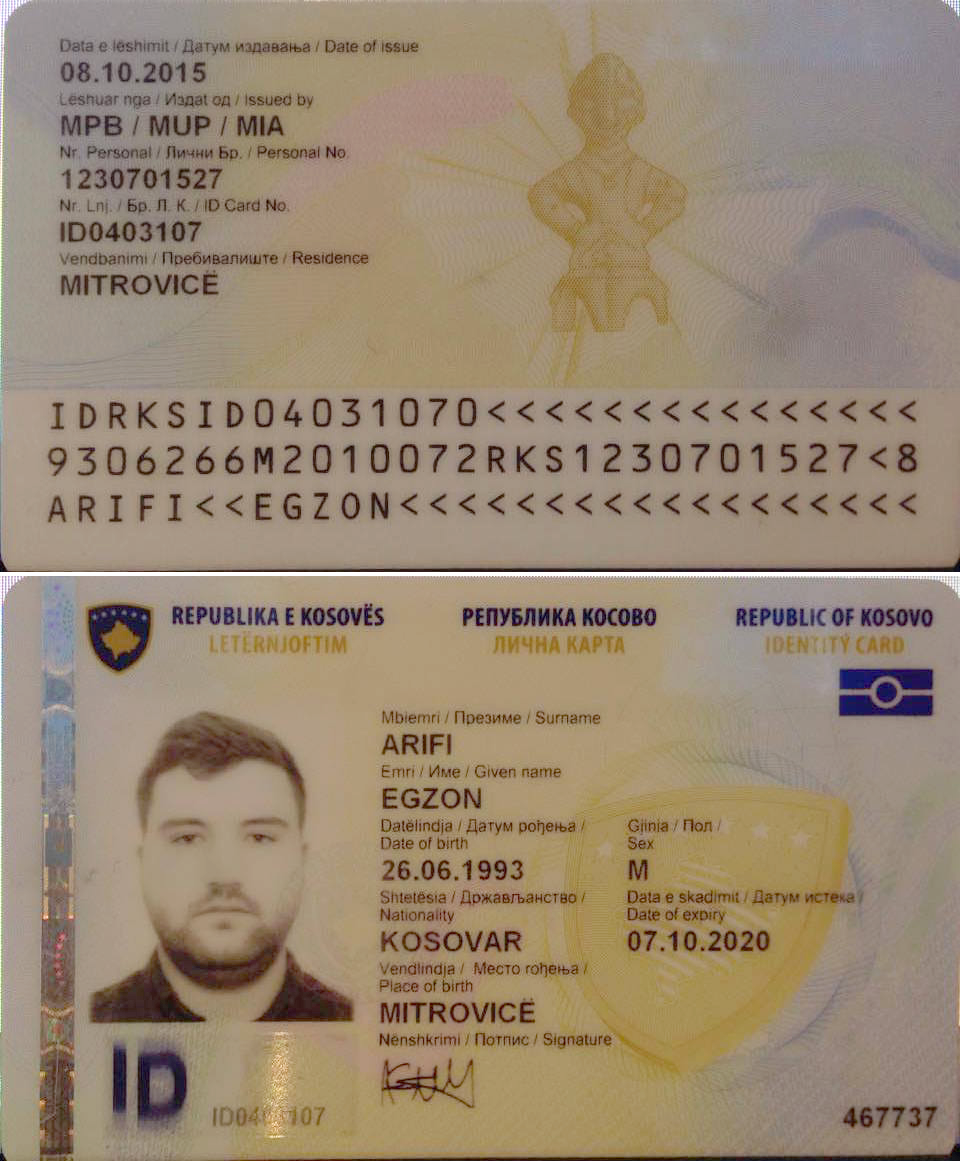 Data e lëshimit / Датум издавања / Date of issue
08.10.2015
Lëshuar nga / Издат од / Issued by
MPB / MUP / MIA
Nr. Personal / Лични Бр. / Personal No.
1230701527
Nr. Lnj. / Бр. Л. К. / ID Card No.
ID0403107
Vendbanimi / Пребивалиште / Residence
MITROVICË
IDRKSID04031070<<<<<<<<<<<<<<<
9306266M2010072RKS1230701527<8
ARIFI<<EGZON<<<<<<<<<<<<<<<<<<
REPUBLIKA E KOSOVËS РЕПУБЛИКА КОСОВО REPUBLIC OF KOSOVO
LETËRNJOFTIM ЛИЧНА КАРТА IDENTITY CARD
Mbiemri / Презиме / Surname
ARIFI
Emri / Име / Given name
EGZON
Datëlindja / Датум рођења / Gjinia / Пол /
Date of birth Sex
26.06.1993 M
Shtetësia / Држављанство / Data e skadimit / Датум истека /
Nationality Date of expiry
KOSOVAR 07.10.2020
Vendlindja / Место рођења /
Place of birth
MITROVICË
Nënshkrimi / Потпис / Signature
ID
ID0403107
467737